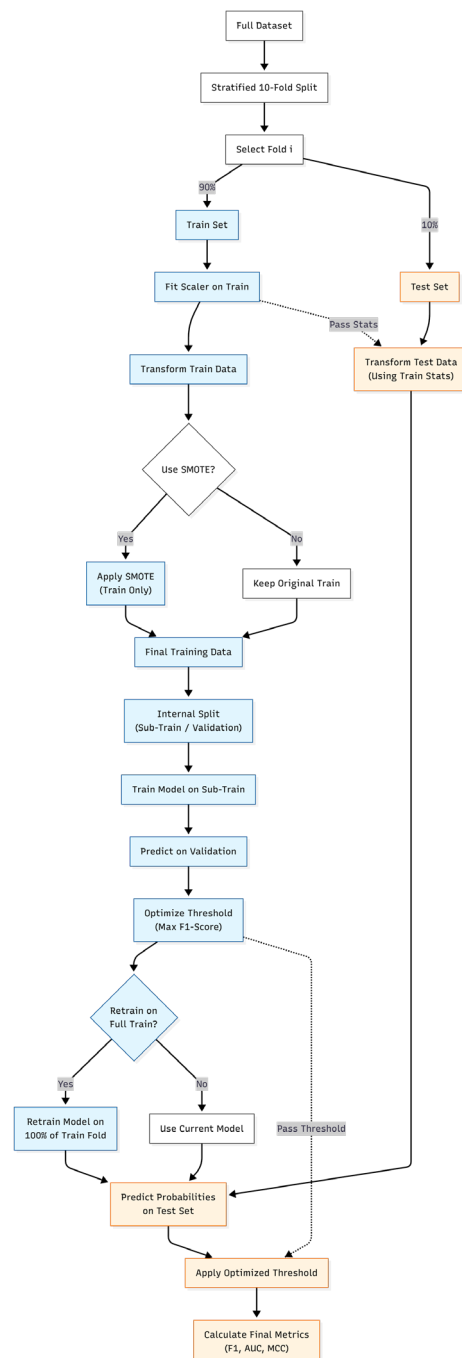 Full Dataset
Stratified 10-Fold Split
Select Fold i
90%
10%
Train Set
Fit Scaler on Train
Test Set
Pass Stats
Transform Train Data
Transform Test Data
(Using Train Stats)
Use SMOTE?
Yes
No
Apply SMOTE
(Train Only)
Keep Original Train
Final Training Data
Internal Split
(Sub-Train / Validation)
Train Model on Sub-Train
Predict on Validation
Optimize Threshold
(Max F1-Score)
Retrain on
Full Train?
Yes
No
Pass Threshold
Retrain Model on
100% of Train Fold
Use Current Model
Predict Probabilities
on Test Set
Apply Optimized Threshold
Calculate Final Metrics
(F1, AUC, MCC)